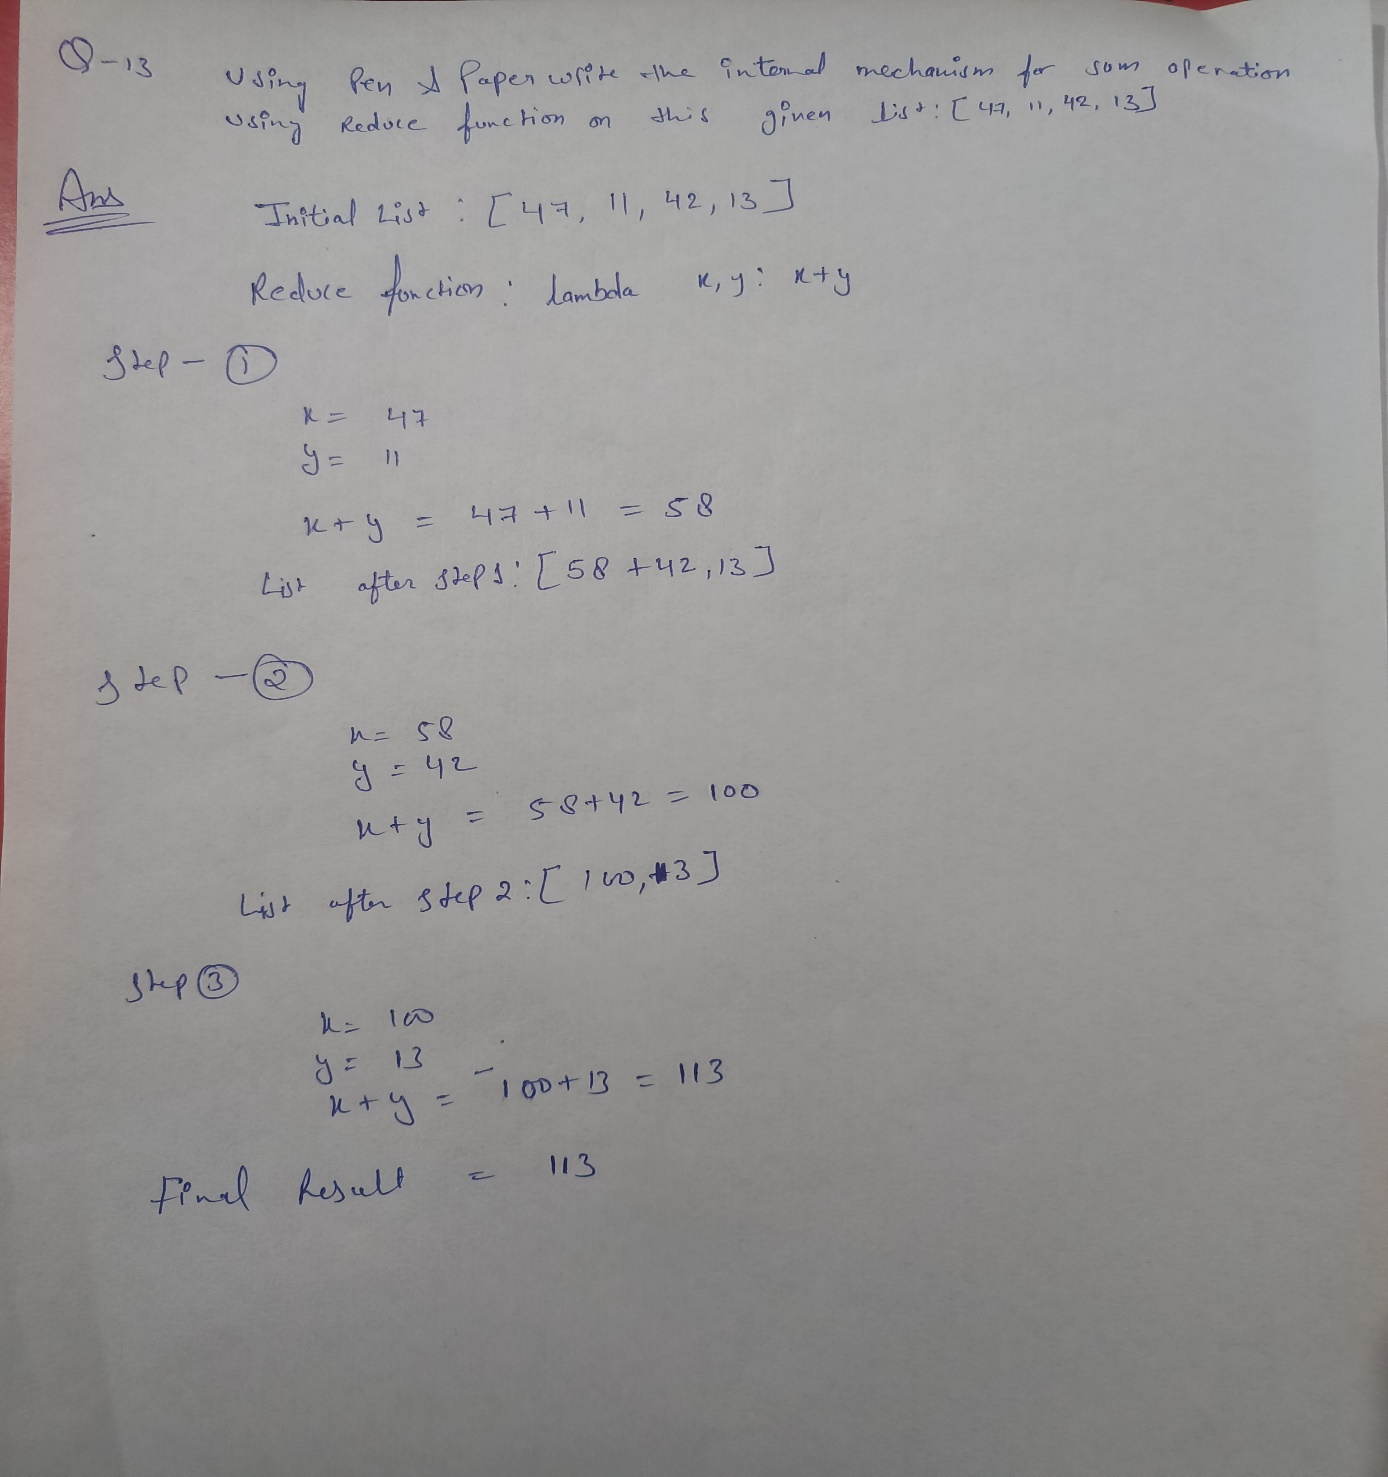 Q-13 Using Pen & Paper write the internal mechanism for sum operation
using Reduce function on this given list: [47, 11, 42, 13]
Ans
Initial List : [47, 11, 42, 13]
Reduce function : lambda x, y : x+y
Step - ①
x = 47
y = 11
x+y = 47+11 = 58
List after step 1: [58 +42, 13]
Step - ②
x = 58
y = 42
x+y = 58+42 = 100
List after step 2 : [100, 13]
Step ③
x = 100
y = 13
x+y = 100+13 = 113
Final Result = 113